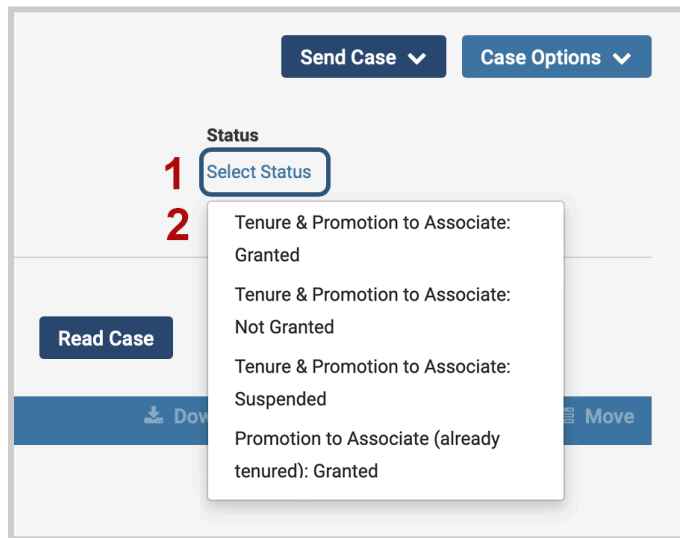 Send Case
Case Options
Status
1
Select Status
2
Tenure & Promotion to Associate:
Granted
Tenure & Promotion to Associate:
Not Granted
Read Case
Tenure & Promotion to Associate:
Suspended
Dow
Move
Promotion to Associate (already
tenured): Granted